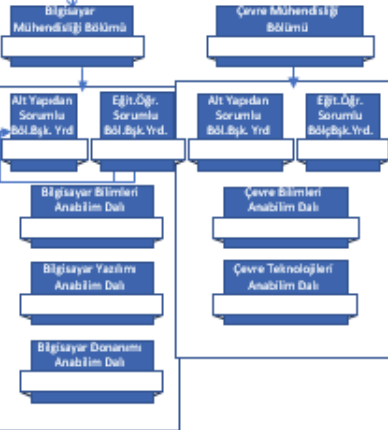 Bilgisayar
Mühendisliği Bölümü
Çevre Mühendisliği
Bölümü
Alt Yapıdan
Sorumlu
Böl.Bşk. Yrd
Eğit.Öğr.
Sorumlu
Böl.Bşk.Yrd.
Alt Yapıdan
Sorumlu
Böl.Bşk. Yrd
Eğit.Öğr.
Sorumlu
BölçBşk.Yrd.
Bilgisayar Bilimleri
Anabilim Dalı
Çevre Bilimleri
Anabilim Dalı
Bilgisayar Yazılımı
Anabilim Dalı
Çevre Teknolojileri
Anabilim Dalı
Bilgisayar Donanımı
Anabilim Dalı